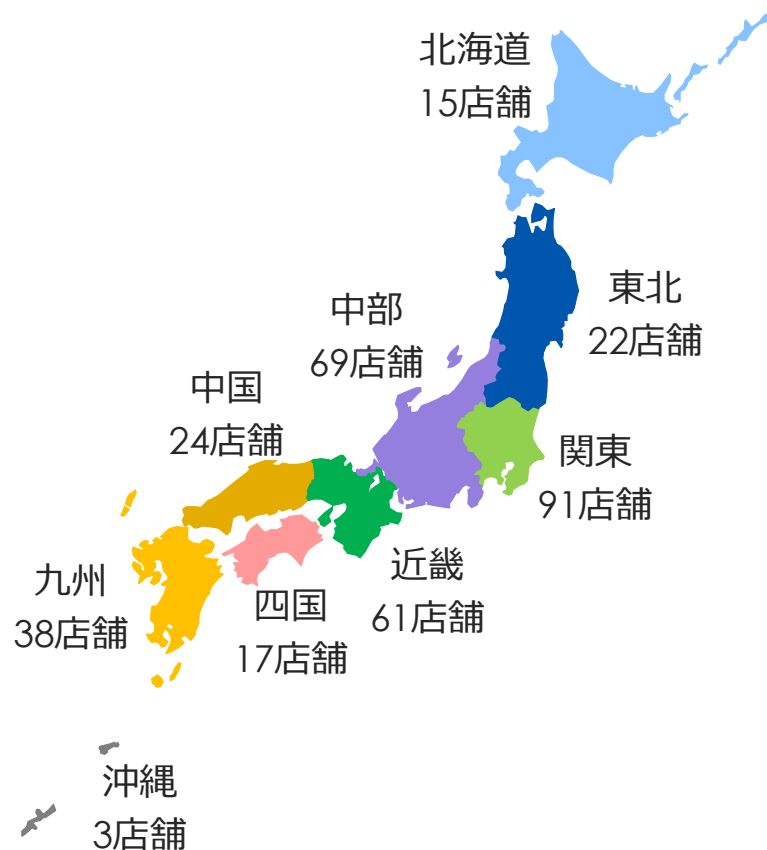 北海道
15店舗
東北
22店舗
中部
69店舗
中国
24店舗
関東
91店舗
近畿
61店舗
九州
38店舗
四国
17店舗
沖縄
3店舗